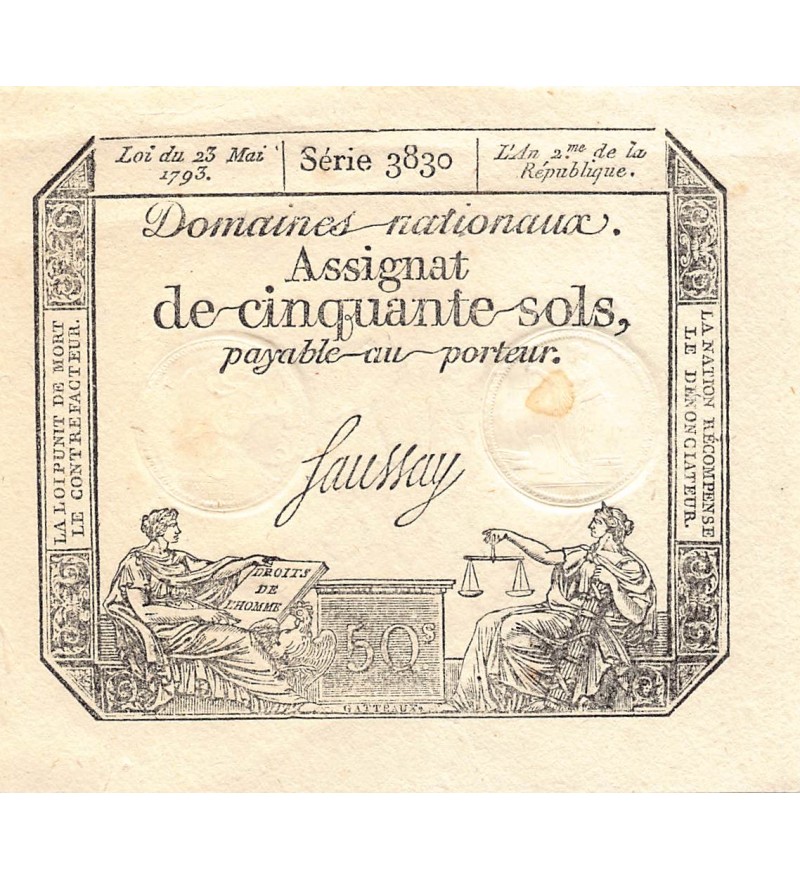 Loi du 23 Mai
1793.
Série 3830
L'An 2.me de la
République.
Domaines nationaux.
Assignat
de cinquante sols,
payable au porteur.
LA LOI PUNIT DE MORT
LE CONTREFACTEUR.
LA NATION RÉCOMPENSE
LE DÉNONCIATEUR.
Saussay
DROITS
DE
L'HOMME
50s
GATTEAUX.